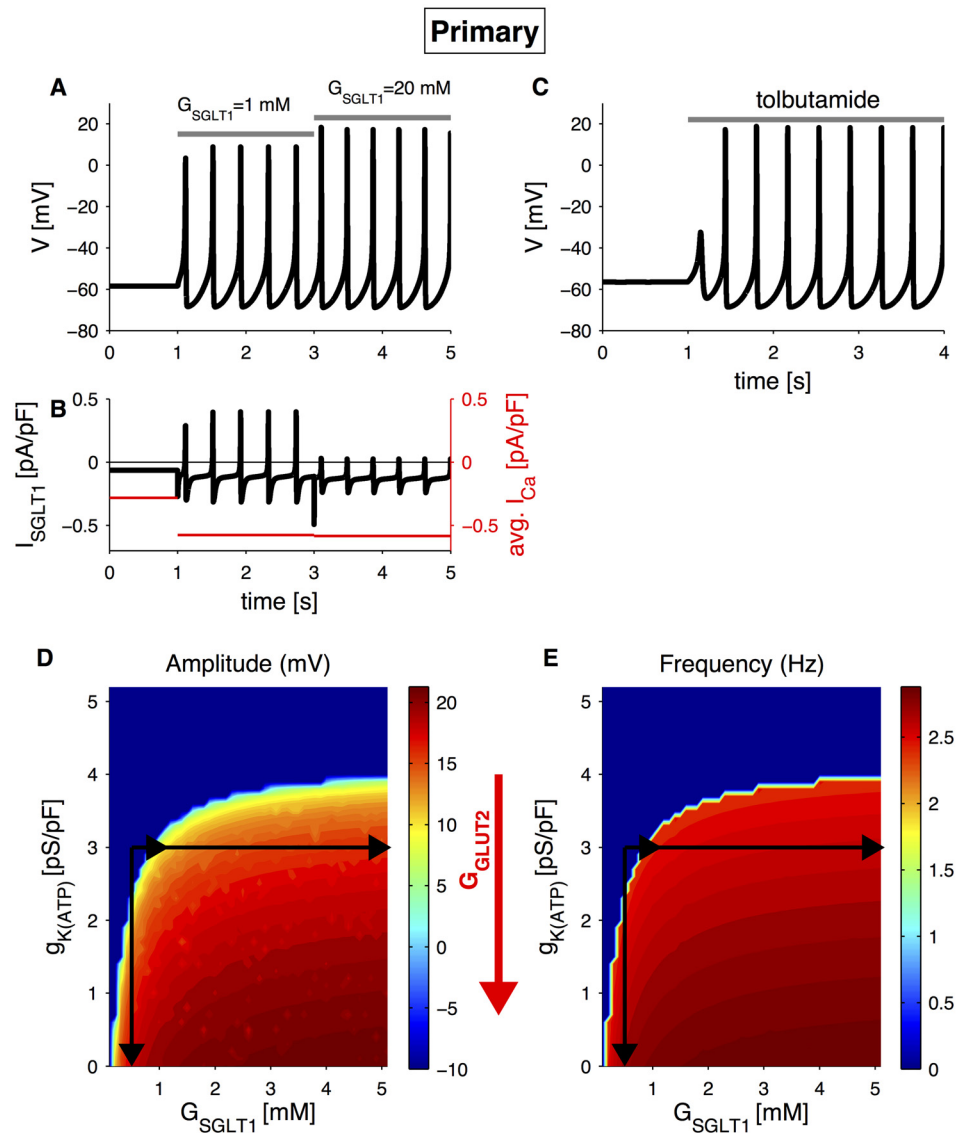 Primary
A
G_SGLT1=1 mM
G_SGLT1=20 mM
V [mV]
20
0
−20
−40
−60
−80
0 1 2 3 4 5
C
tolbutamide
V [mV]
20
0
−20
−40
−60
−80
0 1 2 3 4
time [s]
B
I_SGLT1 [pA/pF]
0.5
0
−0.5
avg. I_Ca [pA/pF]
0.5
0
−0.5
0 1 2 3 4 5
time [s]
D
Amplitude (mV)
g_K(ATP) [pS/pF]
5
4
3
2
1
0
1 2 3 4 5
G_SGLT1 [mM]
20
15
10
5
0
−5
−10
G_GLUT2
E
Frequency (Hz)
g_K(ATP) [pS/pF]
5
4
3
2
1
0
1 2 3 4 5
G_SGLT1 [mM]
2.5
2
1.5
1
0.5
0